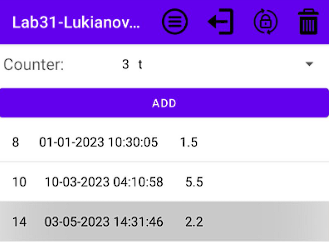 Lab31-Lukianov...
Counter: 3 t
ADD
8 01-01-2023 10:30:05 1.5
10 10-03-2023 04:10:58 5.5
14 03-05-2023 14:31:46 2.2